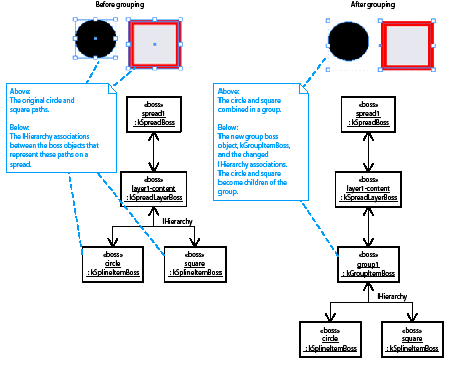 Before grouping
Above:
The original circle and
square paths.
Below:
The IHierarchy associations
between the boss objects that
represent these paths on a
spread.
«boss»
spread1
: kSpreadBoss
«boss»
layer1-content
: kSpreadLayerBoss
IHierarchy
«boss»
circle
: kSplineItemBoss
«boss»
square
: kSplineItemBoss
After grouping
Above:
The circle and square
combined in a group.
Below:
The new group boss
object, kGroupItemBoss,
and the changed
IHierarchy associations.
The circle and square
become children of the
group.
«boss»
spread1
: kSpreadBoss
«boss»
layer1-content
: kSpreadLayerBoss
«boss»
group1
: kGroupItemBoss
IHierarchy
«boss»
circle
: kSplineItemBoss
«boss»
square
: kSplineItemBoss